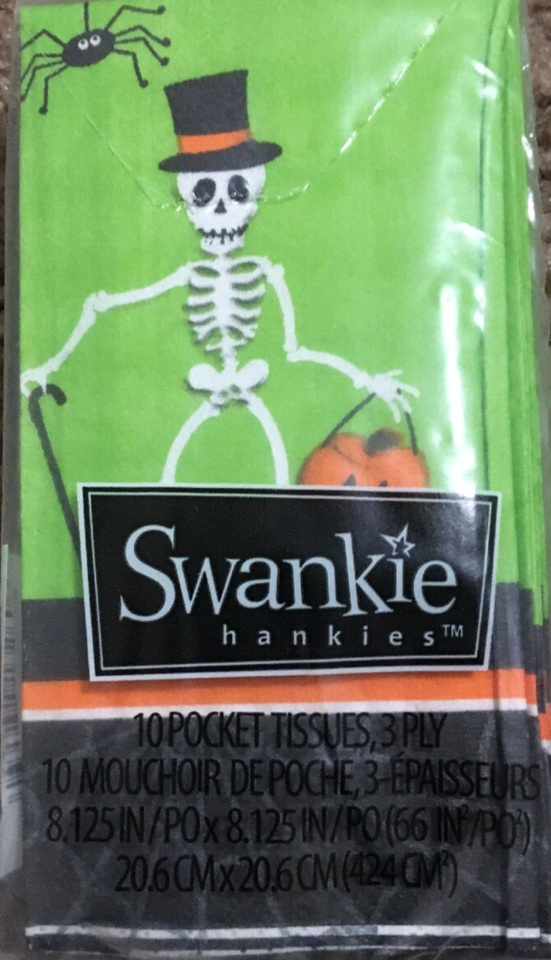 Swankie
hankies™
10 POCKET TISSUES, 3 PLY
10 MOUCHOIR DE POCHE, 3-ÉPAISSEURS
8.125 IN/PO x 8.125 IN/PO (66 IN²/PO²)
20.6 CM x 20.6 CM (424 CM²)